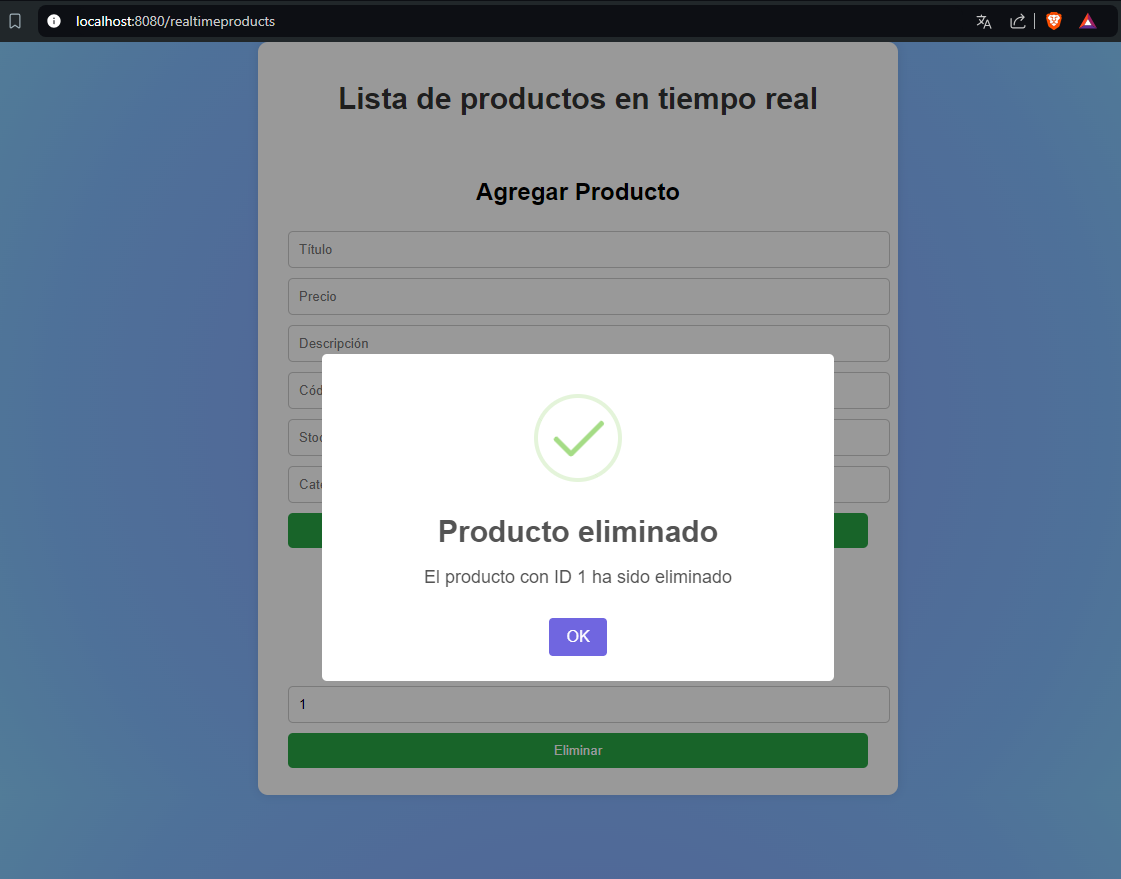 localhost:8080/realtimeproducts
Lista de productos en tiempo real
Agregar Producto
Título
Precio
Descripción
Cód
Stoc
Cate
Producto eliminado
El producto con ID 1 ha sido eliminado
OK
1
Eliminar